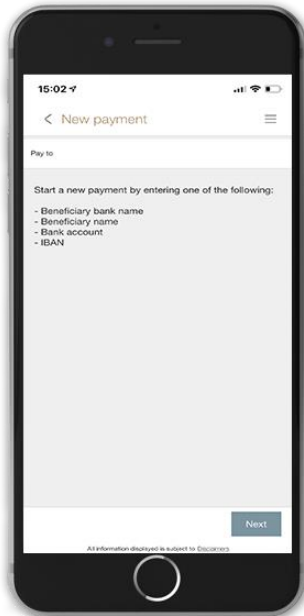 15:02
New payment
Pay to
Start a new payment by entering one of the following:
- Beneficiary bank name
- Beneficiary name
- Bank account
- IBAN
Next
All information displayed is subject to Disclaimers